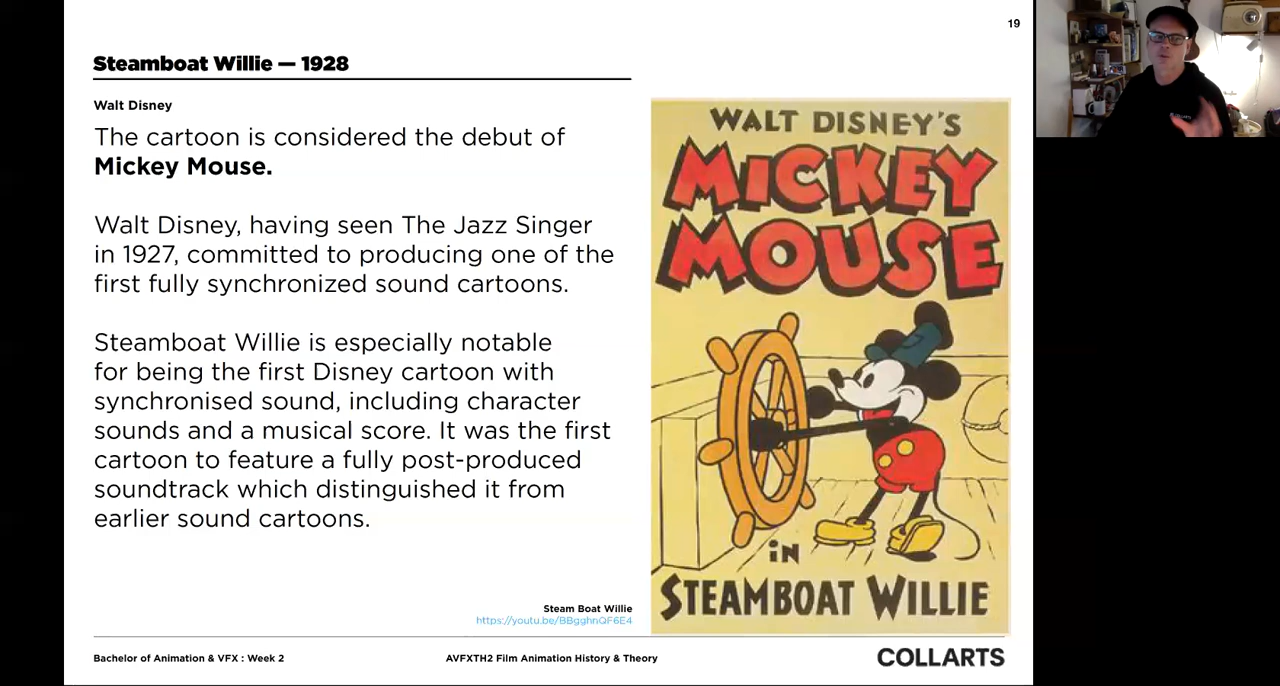 19
Steamboat Willie — 1928
Walt Disney
The cartoon is considered the debut of
Mickey Mouse.
Walt Disney, having seen The Jazz Singer
in 1927, committed to producing one of the
first fully synchronized sound cartoons.
Steamboat Willie is especially notable
for being the first Disney cartoon with
synchronised sound, including character
sounds and a musical score. It was the first
cartoon to feature a fully post-produced
soundtrack which distinguished it from
earlier sound cartoons.
Steam Boat Willie
https://youtu.be/BBgghnQF6E4
WALT DISNEY'S
MICKEY
MOUSE
iN
STEAMBOAT WILLIE
Bachelor of Animation & VFX : Week 2
AVFXTH2 Film Animation History & Theory
COLLARTS